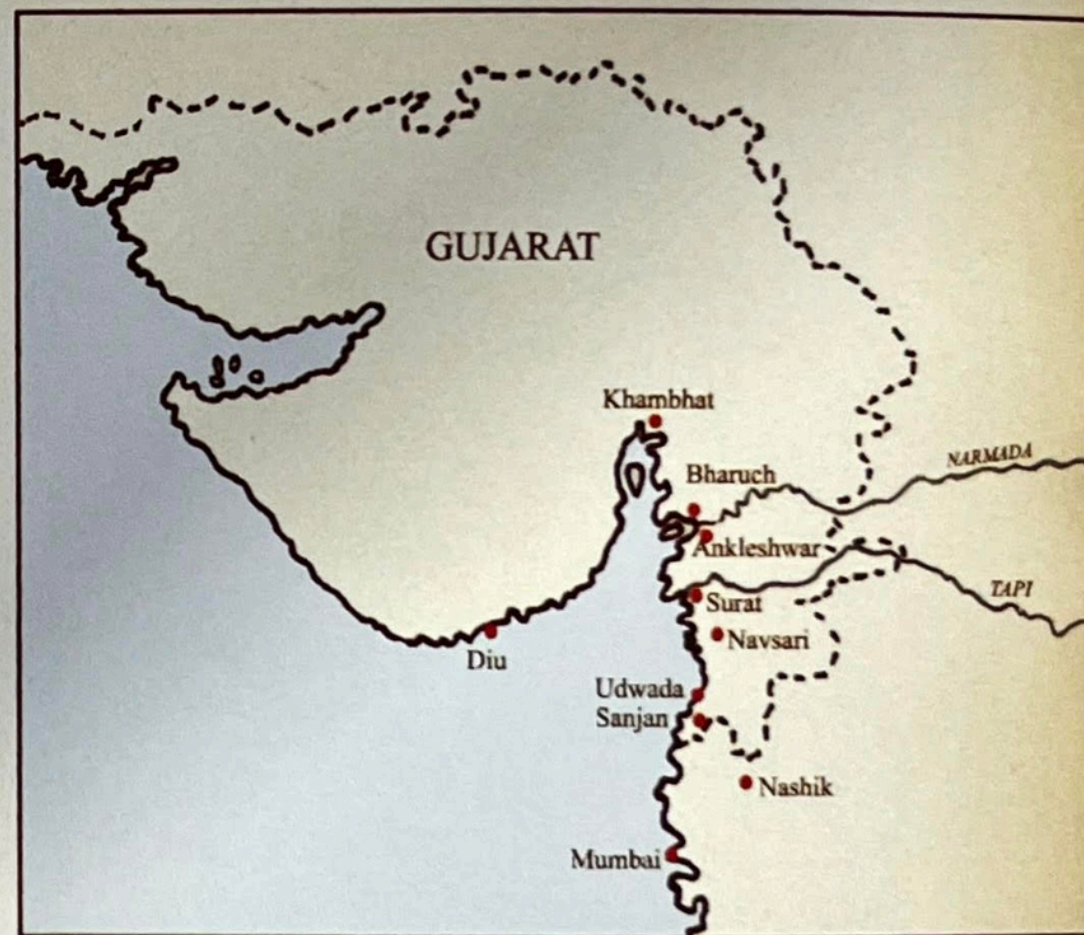 GUJARAT
Khambhat
NARMADA
Bharuch
Ankleshwar
TAPI
Surat
Navsari
Diu
Udwada
Sanjan
Nashik
Mumbai